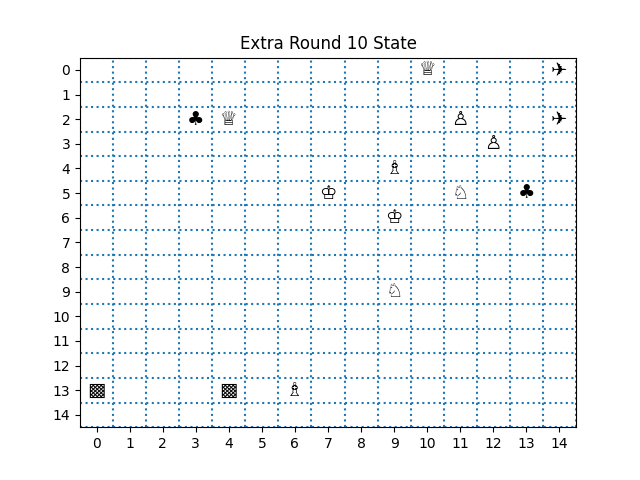 Extra Round 10 State
0 ♕ ✈
1
2 ♣ ♕ ♙ ✈
3 ♙
4 ♗
5 ♔ ♘ ♣
6 ♔
7
8
9 ♘
10
11
12
13 ▩ ▩ ♗
14
0 1 2 3 4 5 6 7 8 9 10 11 12 13 14